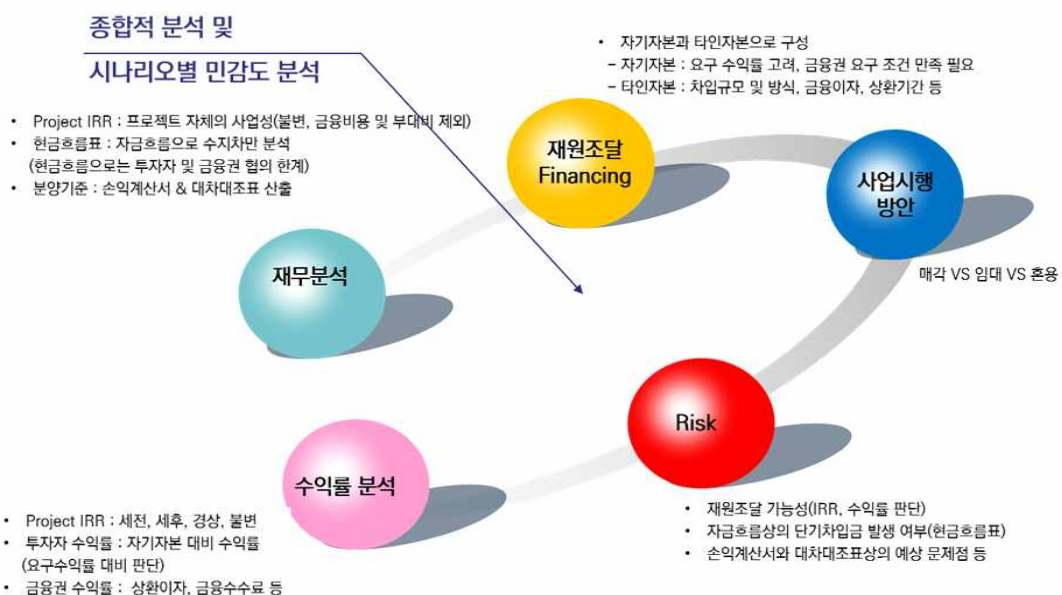 종합적 분석 및
시나리오별 민감도 분석
• Project IRR : 프로젝트 자체의 사업성(불변, 금융비용 및 부대비 제외)
• 현금흐름표 : 자금흐름으로 수지차만 분석
(현금흐름으로는 투자자 및 금융권 협의 한계)
• 분양기준 : 손익계산서 & 대차대조표 산출
• 자기자본과 타인자본으로 구성
– 자기자본 : 요구 수익률 고려, 금융권 요구 조건 만족 필요
– 타인자본 : 차입규모 및 방식, 금융이자, 상환기간 등
재원조달
Financing
사업시행
방안
매각 VS 임대 VS 혼용
재무분석
Risk
• 재원조달 가능성(IRR, 수익률 판단)
• 자금흐름상의 단기차입금 발생 여부(현금흐름표)
• 손익계산서와 대차대조표상의 예상 문제점 등
수익률 분석
• Project IRR : 세전, 세후, 경상, 불변
• 투자자 수익률 : 자기자본 대비 수익률
(요구수익률 대비 판단)
• 금융권 수익률 : 상환이자, 금융수수료 등